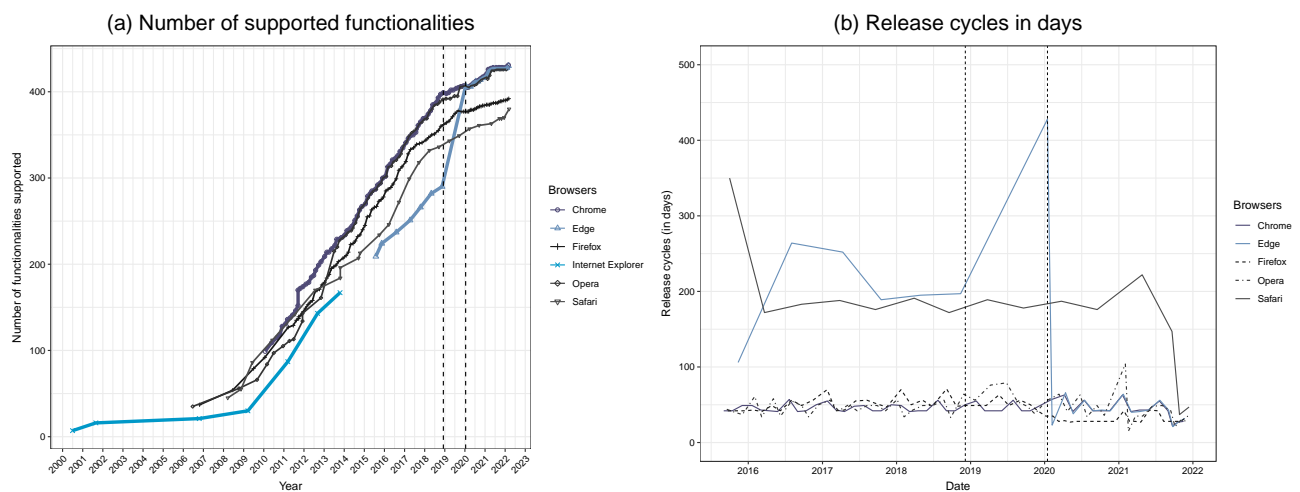 (a) Number of supported functionalities
Number of functionnalities supported
400
300
200
100
0
2000 2001 2002 2003 2004 2005 2006 2007 2008 2009 2010 2011 2012 2013 2014 2015 2016 2017 2018 2019 2020 2021 2022 2023
Year
Browsers
Chrome
Edge
Firefox
Internet Explorer
Opera
Safari
(b) Release cycles in days
Release cycles (in days)
500
400
300
200
100
0
2016 2017 2018 2019 2020 2021 2022
Date
Browsers
Chrome
Edge
Firefox
Opera
Safari